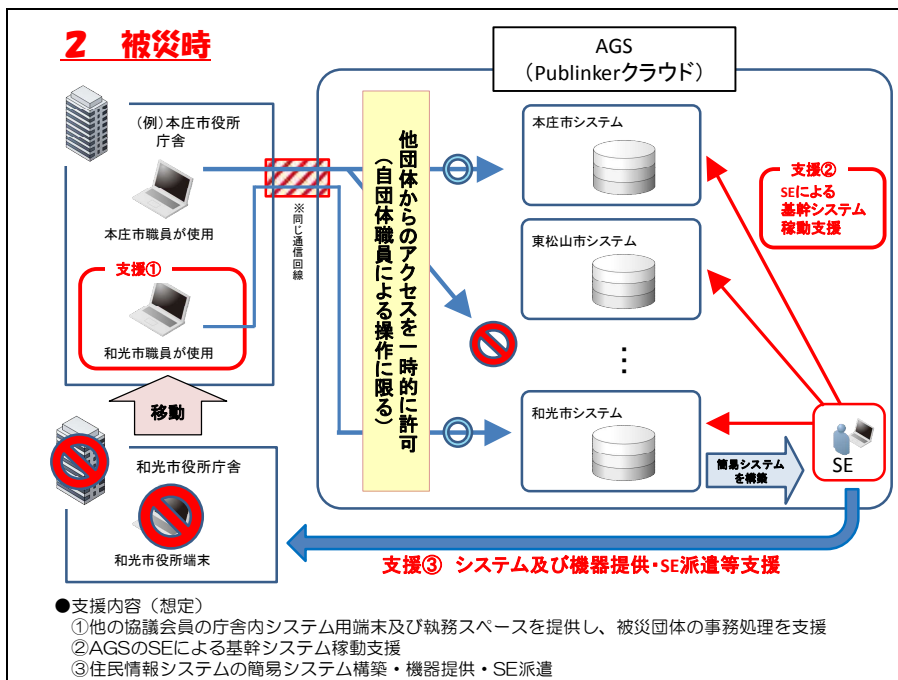 2 被災時
AGS
（Publinkerクラウド）
（例）本庄市役所
庁舎
本庄市職員が使用
支援①
和光市職員が使用
※同じ通信回線
他団体からのアクセスを一時的に許可
（自団体職員による操作に限る）
本庄市システム
東松山市システム
⋮
和光市システム
支援②
SEによる
基幹システム
稼動支援
移動
和光市役所庁舎
和光市役所端末
簡易システム
を構築
SE
支援③ システム及び機器提供・SE派遣等支援
●支援内容（想定）
①他の協議会員の庁舎内システム用端末及び執務スペースを提供し、被災団体の事務処理を支援
②AGSのSEによる基幹システム稼動支援
③住民情報システムの簡易システム構築・機器提供・SE派遣